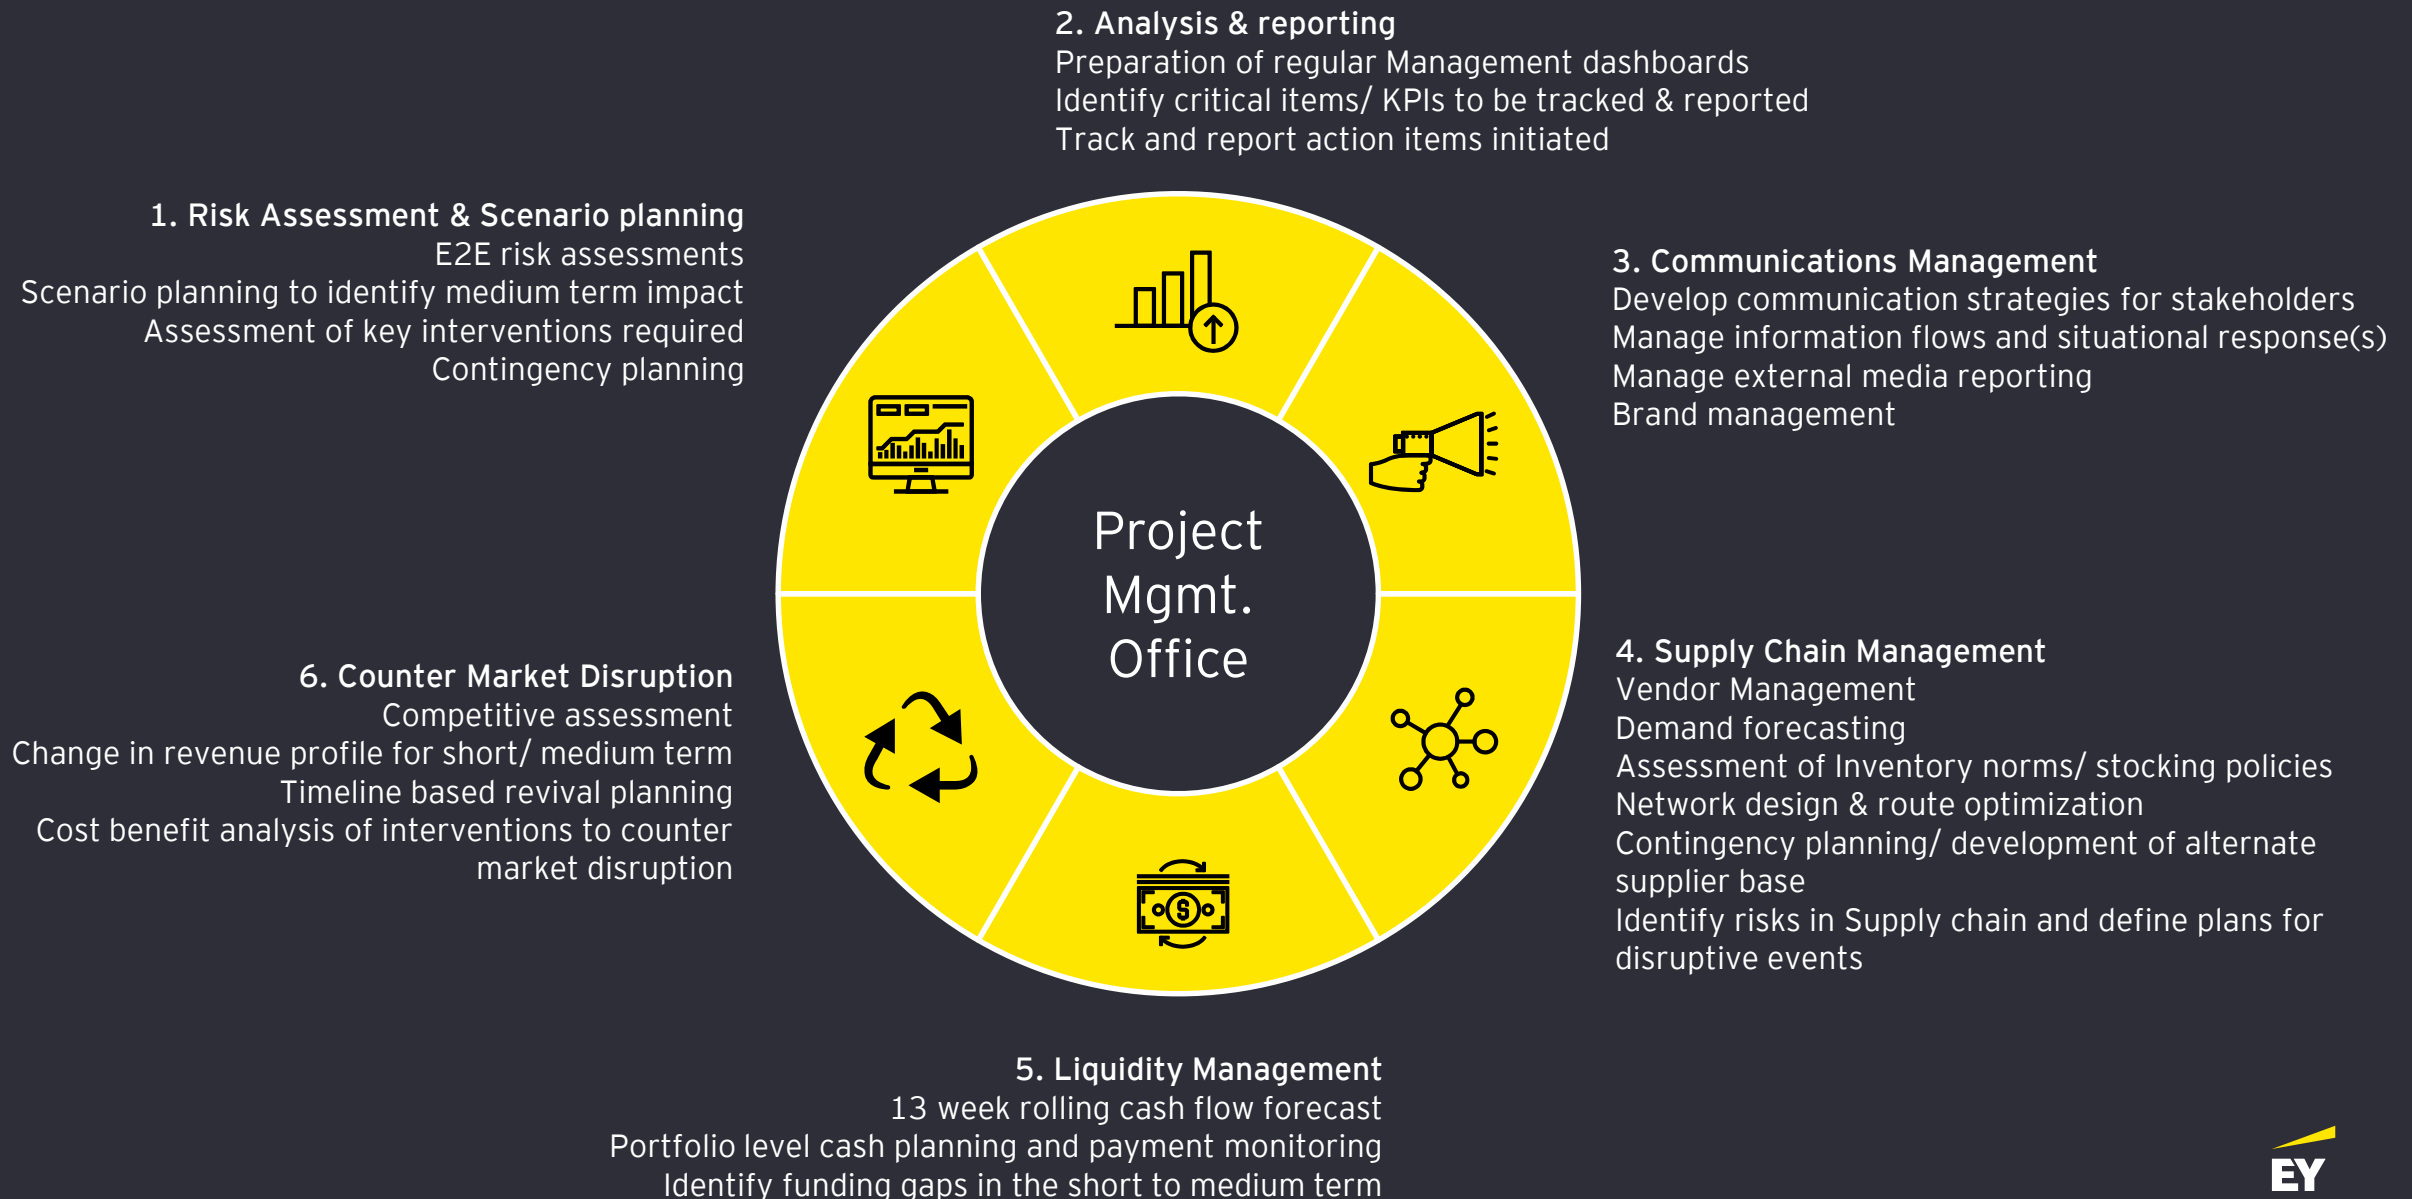 2. Analysis & reporting
Preparation of regular Management dashboards
Identify critical items/ KPIs to be tracked & reported
Track and report action items initiated
1. Risk Assessment & Scenario planning
E2E risk assessments
Scenario planning to identify medium term impact
Assessment of key interventions required
Contingency planning
3. Communications Management
Develop communication strategies for stakeholders
Manage information flows and situational response(s)
Manage external media reporting
Brand management
Project
Mgmt.
Office
6. Counter Market Disruption
Competitive assessment
Change in revenue profile for short/ medium term
Timeline based revival planning
Cost benefit analysis of interventions to counter
market disruption
4. Supply Chain Management
Vendor Management
Demand forecasting
Assessment of Inventory norms/ stocking policies
Network design & route optimization
Contingency planning/ development of alternate
supplier base
Identify risks in Supply chain and define plans for
disruptive events
$
5. Liquidity Management
13 week rolling cash flow forecast
Portfolio level cash planning and payment monitoring
Identify funding gaps in the short to medium term
EY